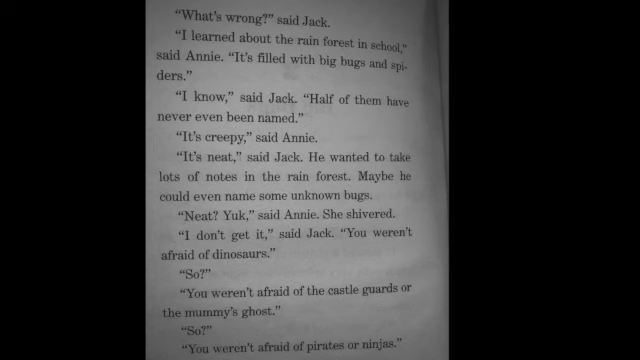 “What’s wrong?” said Jack.
“I learned about the rain forest in school,”
said Annie. “It’s filled with big bugs and spi-
ders.”
“I know,” said Jack. “Half of them have
never even been named.”
“It’s creepy,” said Annie.
“It’s neat,” said Jack. He wanted to take
lots of notes in the rain forest. Maybe he
could even name some unknown bugs.
“Neat? Yuk,” said Annie. She shivered.
“I don’t get it,” said Jack. “You weren’t
afraid of dinosaurs.”
“So?”
“You weren’t afraid of the castle guards or
the mummy’s ghost.”
“So?”
“You weren’t afraid of pirates or ninjas.”